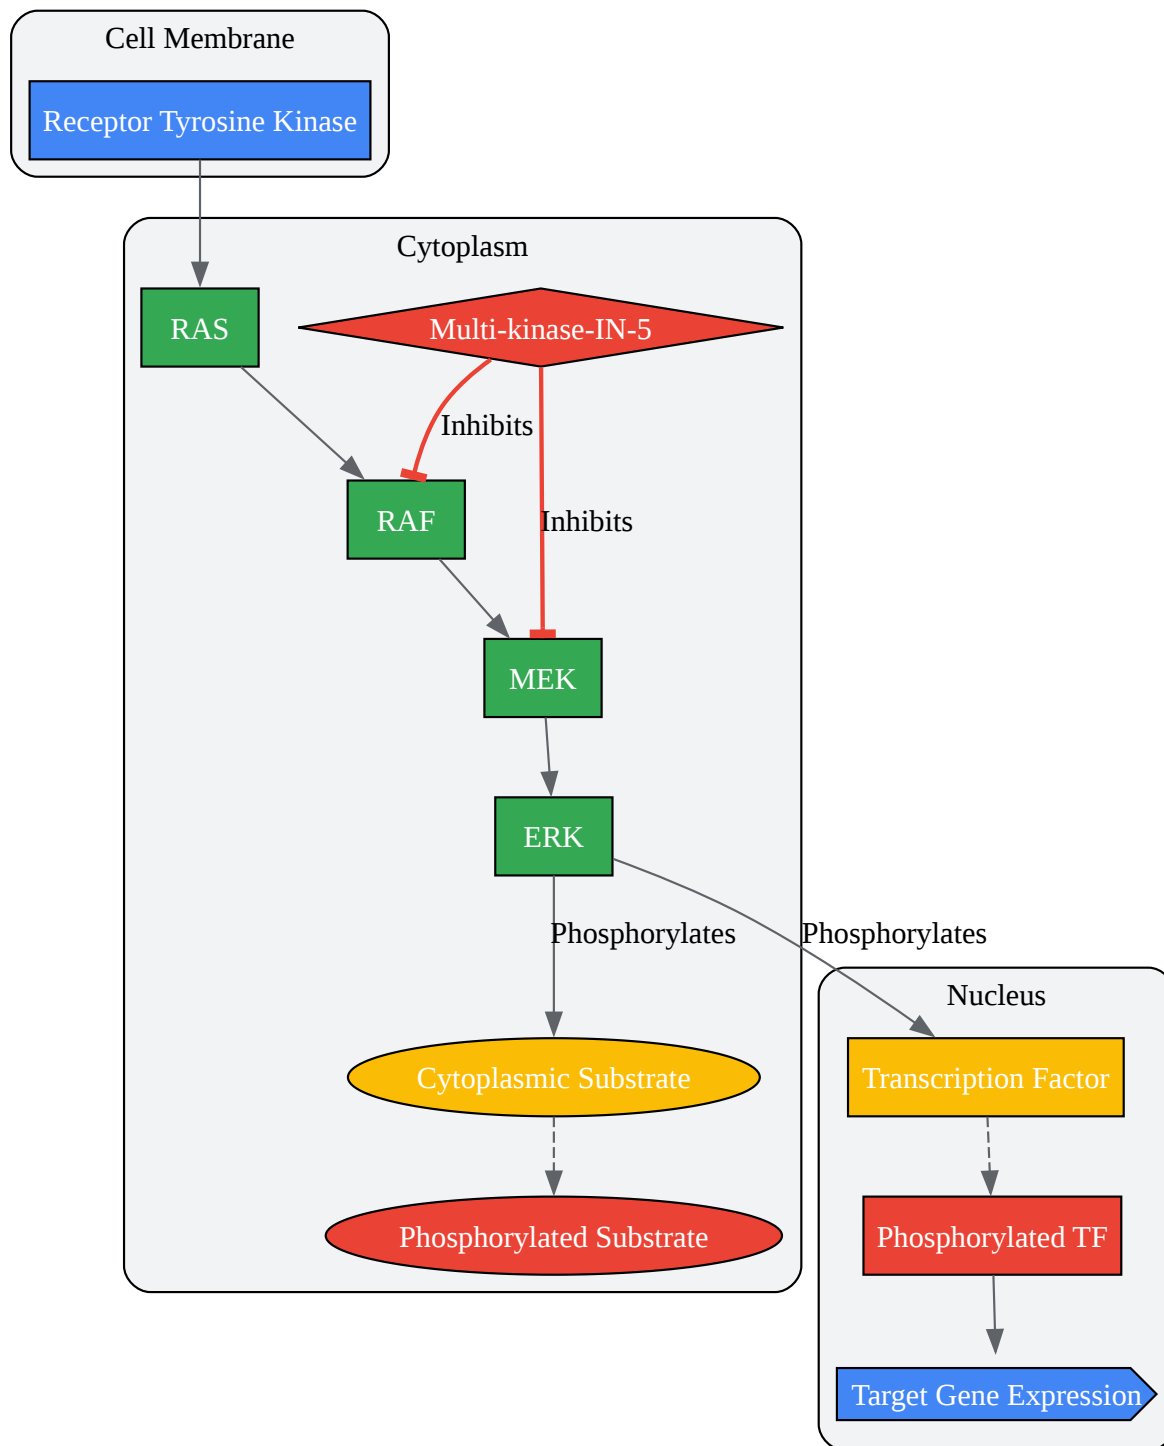 Cell Membrane
Receptor Tyrosine Kinase
Cytoplasm
RAS
Multi-kinase-IN-5
Inhibits
RAF
Inhibits
MEK
ERK
Phosphorylates
Phosphorylates
Nucleus
Cytoplasmic Substrate
Transcription Factor
Phosphorylated Substrate
Phosphorylated TF
Target Gene Expression